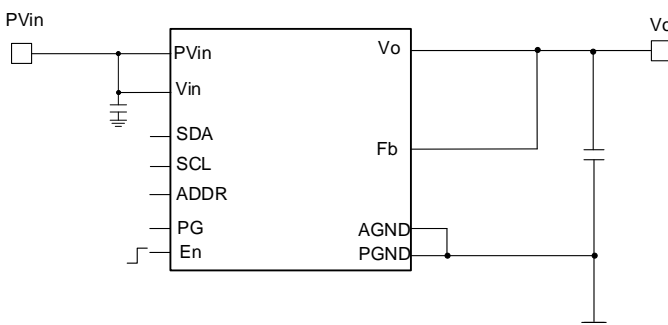 PVin
Vo
PVin
Vo
Vin
Fb
SDA
SCL
ADDR
PG
AGND
En
PGND